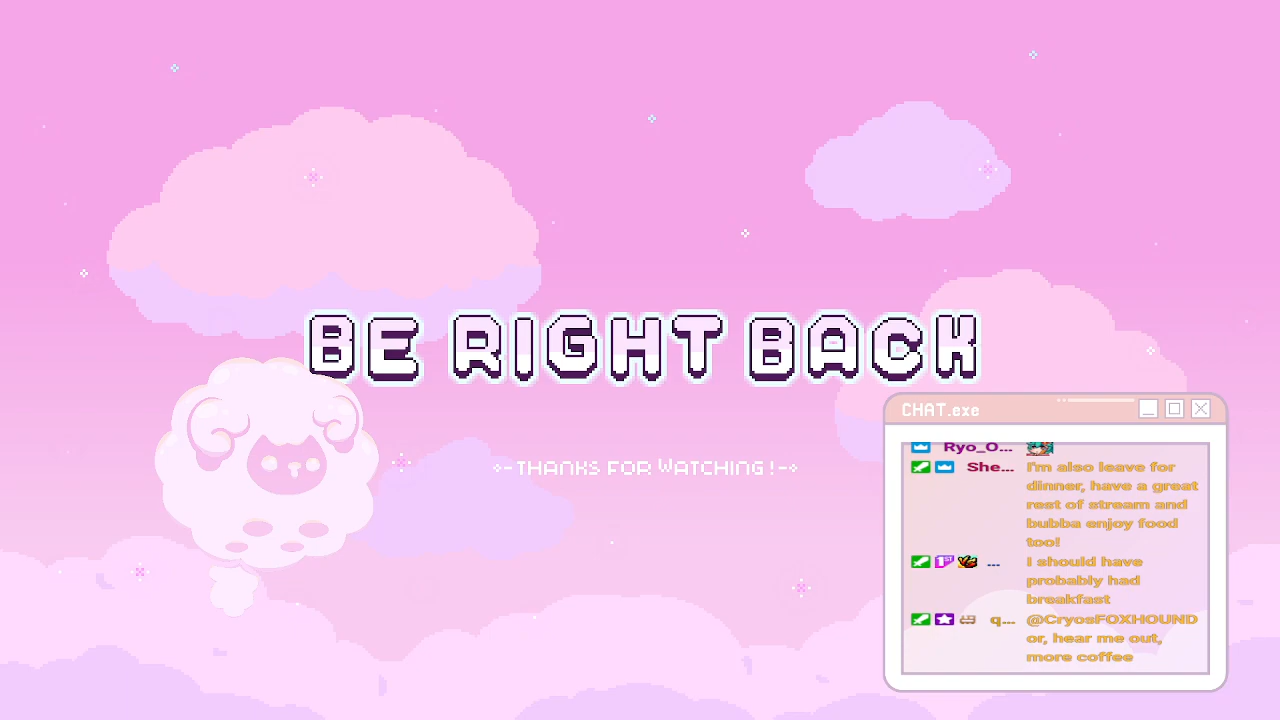 BE RIGHT BACK
-THANKS FOR WATCHING!-
CHAT.exe
Ryo_O...
She... I'm also leave for
dinner, have a great
rest of stream and
bubba enjoy food
too!
... I should have
probably had
breakfast
q... @CryosFOXHOUND
or, hear me out,
more coffee